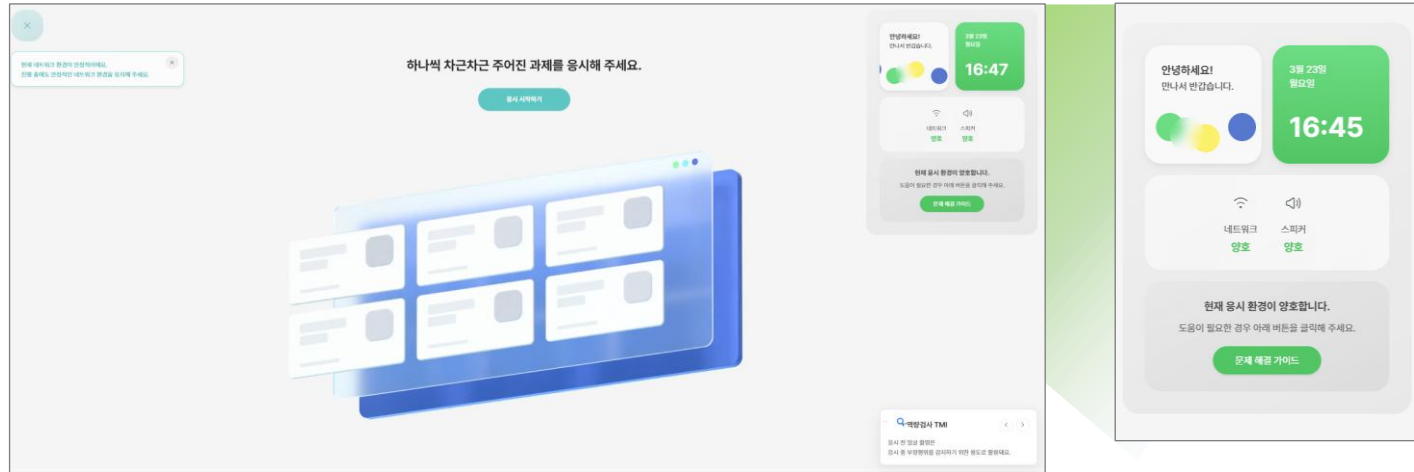 현재 네트워크 환경이 안정적이에요.
진행 중에도 안정적인 네트워크 환경을 유지해 주세요.
하나씩 차근차근 주어진 과제를 응시해 주세요.
응시 시작하기
안녕하세요!
만나서 반갑습니다.
3월 23일
월요일
16:47
네트워크
스피커
양호
양호
현재 응시 환경이 양호합니다.
도움이 필요한 경우 아래 버튼을 클릭해 주세요.
문제 해결 가이드
역량검사 TMI
응시 전 얼굴 촬영은
응시 중 부정행위를 감지하기 위한 용도로 활용돼요.
안녕하세요!
만나서 반갑습니다.
3월 23일
월요일
16:45
네트워크
스피커
양호
양호
현재 응시 환경이 양호합니다.
도움이 필요한 경우 아래 버튼을 클릭해 주세요.
문제 해결 가이드